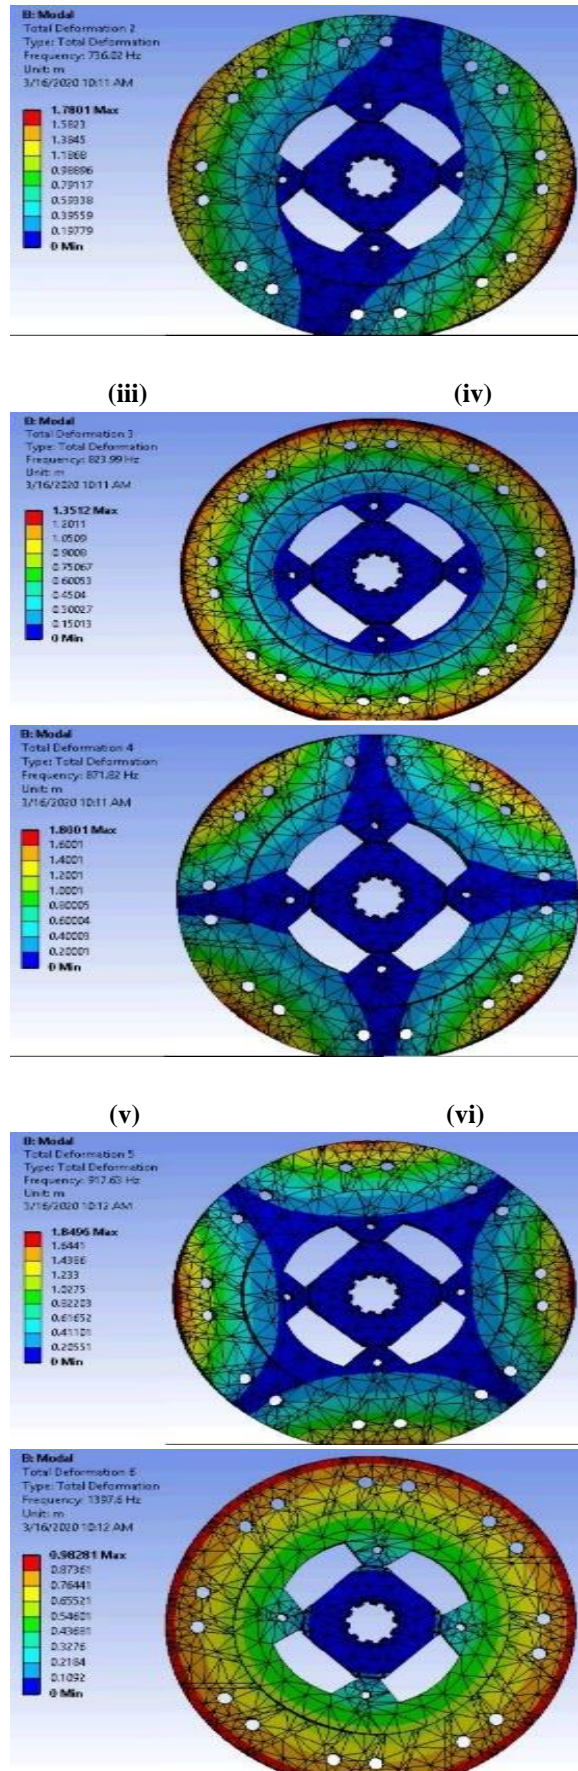 B: Modal
Total Deformation 2
Type: Total Deformation
Frequency: 736.02 Hz
Unit: m
3/16/2020 10:11 AM
1.7801 Max
1.5823
1.3845
1.1868
0.98896
0.79117
0.59338
0.39559
0.19779
0 Min
(iii) (iv)
B: Modal
Total Deformation 3
Type: Total Deformation
Frequency: 823.99 Hz
Unit: m
3/16/2020 10:11 AM
1.3512 Max
1.2011
1.0509
0.9008
0.75067
0.60053
0.4504
0.30027
0.15013
0 Min
B: Modal
Total Deformation 4
Type: Total Deformation
Frequency: 871.82 Hz
Unit: m
3/16/2020 10:11 AM
1.8001 Max
1.6001
1.4001
1.2001
1.0001
0.80005
0.60004
0.40003
0.20001
0 Min
(v) (vi)
B: Modal
Total Deformation 5
Type: Total Deformation
Frequency: 917.63 Hz
Unit: m
3/16/2020 10:12 AM
1.8496 Max
1.6441
1.4386
1.233
1.0275
0.82203
0.61652
0.41101
0.20551
0 Min
B: Modal
Total Deformation 6
Type: Total Deformation
Frequency: 1397.6 Hz
Unit: m
3/16/2020 10:12 AM
0.98281 Max
0.87361
0.76441
0.65521
0.54601
0.43681
0.3276
0.2184
0.1092
0 Min